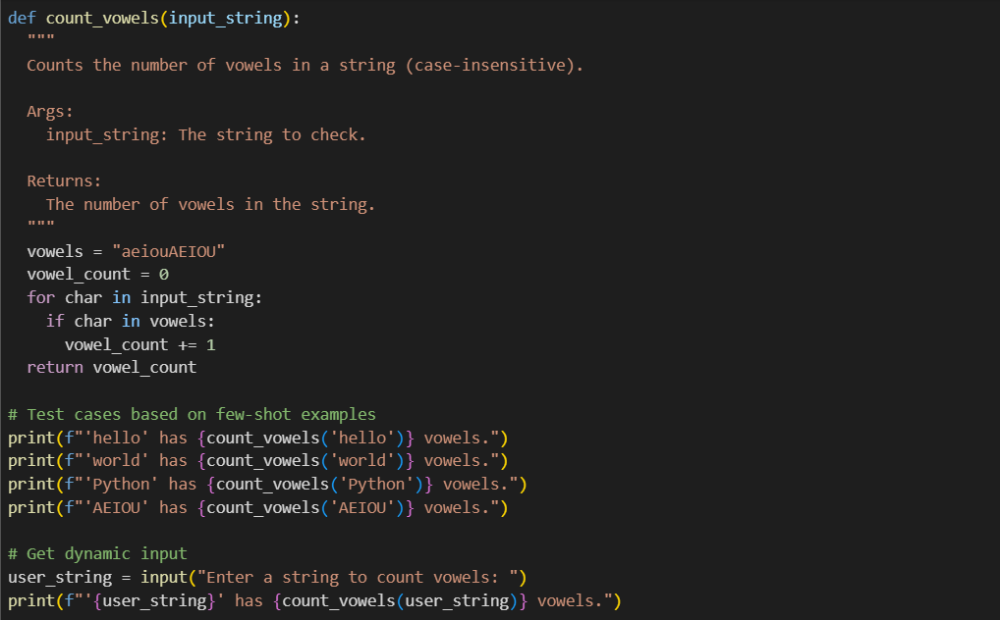 def count_vowels(input_string):
  """
  Counts the number of vowels in a string (case-insensitive).

  Args:
    input_string: The string to check.

  Returns:
    The number of vowels in the string.
  """
  vowels = "aeiouAEIOU"
  vowel_count = 0
  for char in input_string:
    if char in vowels:
      vowel_count += 1
  return vowel_count

# Test cases based on few-shot examples
print(f"'hello' has {count_vowels('hello')} vowels.")
print(f"'world' has {count_vowels('world')} vowels.")
print(f"'Python' has {count_vowels('Python')} vowels.")
print(f"'AEIOU' has {count_vowels('AEIOU')} vowels.")

# Get dynamic input
user_string = input("Enter a string to count vowels: ")
print(f"'{user_string}' has {count_vowels(user_string)} vowels.")